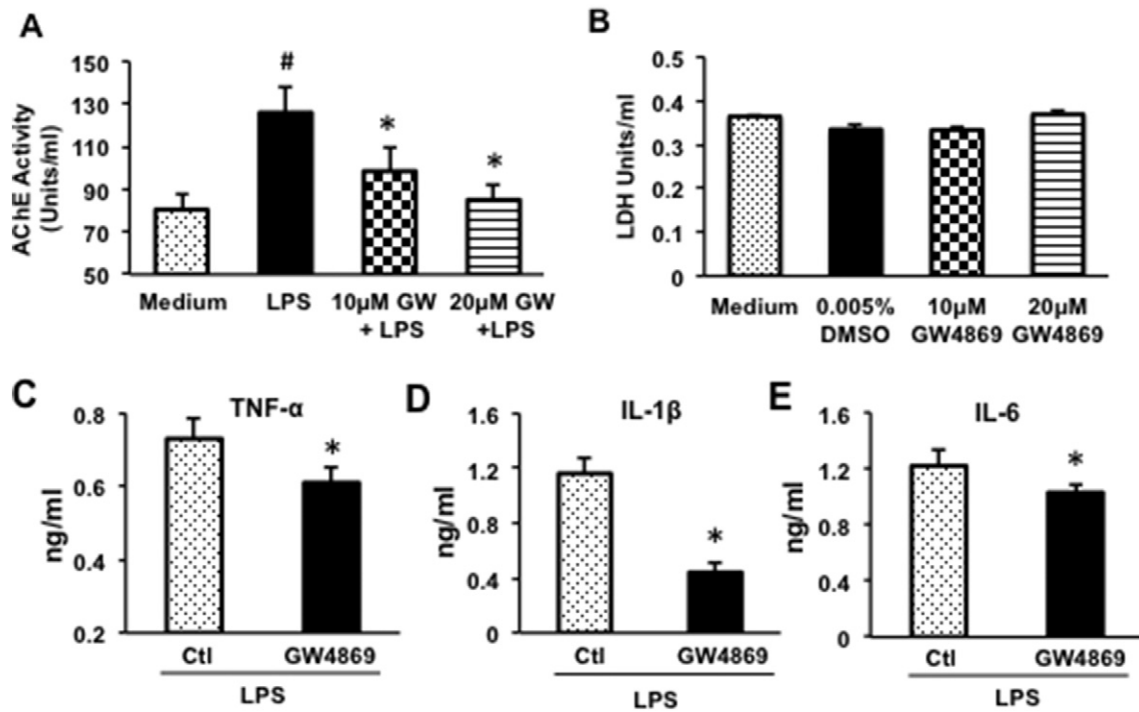 A
AChE Activity
(Units/ml)
150
130
110
90
70
50
#
*
*
Medium
LPS
10μM GW
+ LPS
20μM GW
+LPS
B
LDH Units/ml
0.5
0.4
0.3
0.2
0.1
0
Medium
0.005%
DMSO
10μM
GW4869
20μM
GW4869
C
TNF-α
ng/ml
0.8
0.6
0.4
0.2
*
Ctl
GW4869
LPS
D
IL-1β
ng/ml
1.6
1.2
0.8
0.4
0
*
Ctl
GW4869
LPS
E
IL-6
ng/ml
1.6
1.2
0.8
0.4
0
*
Ctl
GW4869
LPS